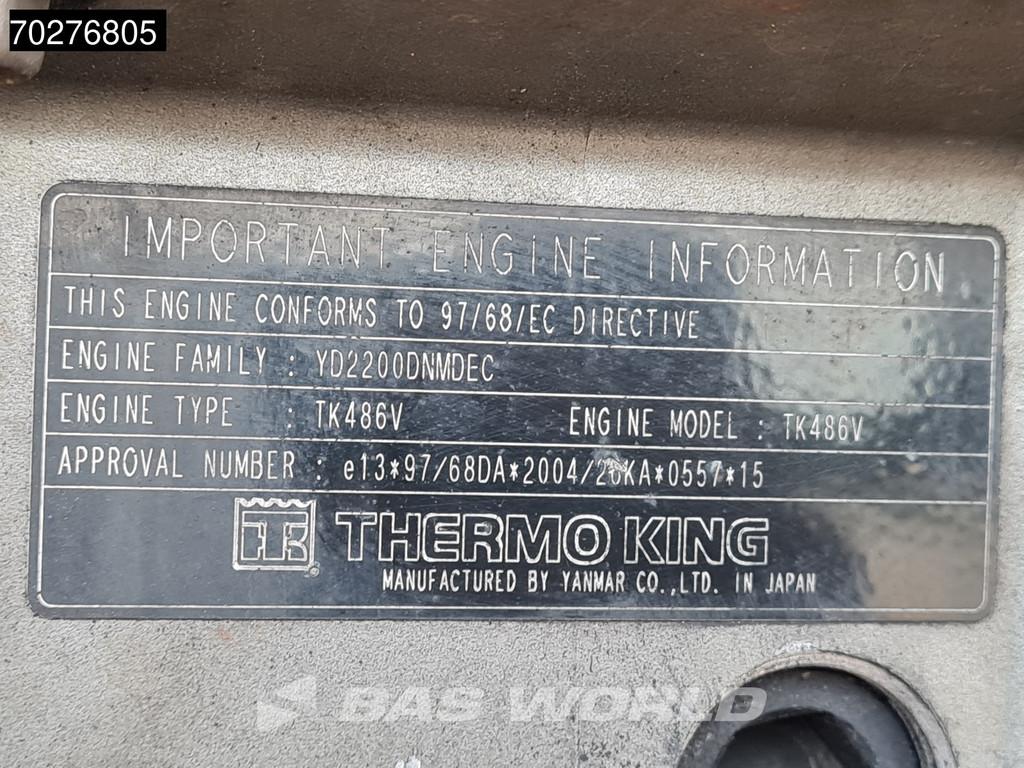 70276805
IMPORTANT ENGINE INFORMATION
THIS ENGINE CONFORMS TO 97/68/EC DIRECTIVE
ENGINE FAMILY : YD2200DNMDEC
ENGINE TYPE : TK486V ENGINE MODEL : TK486V
APPROVAL NUMBER : e13*97/68DA*2004/26KA*0557*15
TK THERMO KING
MANUFACTURED BY YANMAR CO.,LTD. IN JAPAN
BAS WORLD